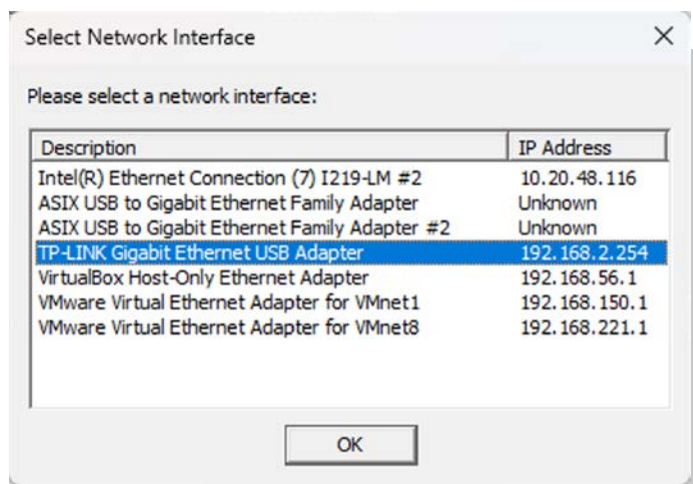 Select Network Interface
Please select a network interface:
Description IP Address
Intel(R) Ethernet Connection (7) I219-LM #2 10.20.48.116
ASIX USB to Gigabit Ethernet Family Adapter Unknown
ASIX USB to Gigabit Ethernet Family Adapter #2 Unknown
TP-LINK Gigabit Ethernet USB Adapter 192.168.2.254
VirtualBox Host-Only Ethernet Adapter 192.168.56.1
VMware Virtual Ethernet Adapter for VMnet1 192.168.150.1
VMware Virtual Ethernet Adapter for VMnet8 192.168.221.1
OK